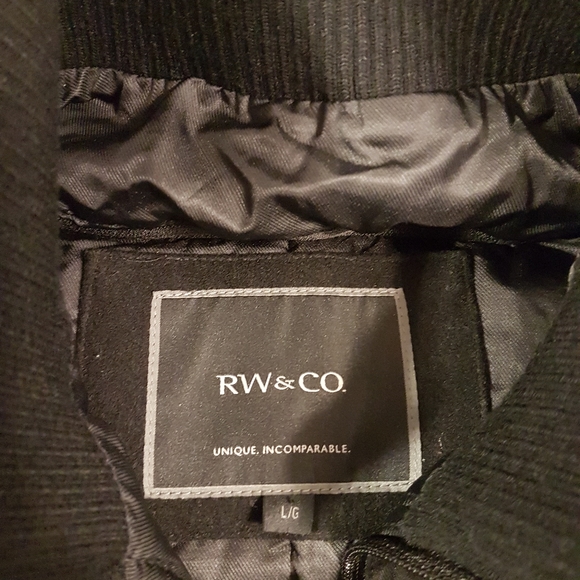 RW&CO.
UNIQUE. INCOMPARABLE.
L/G